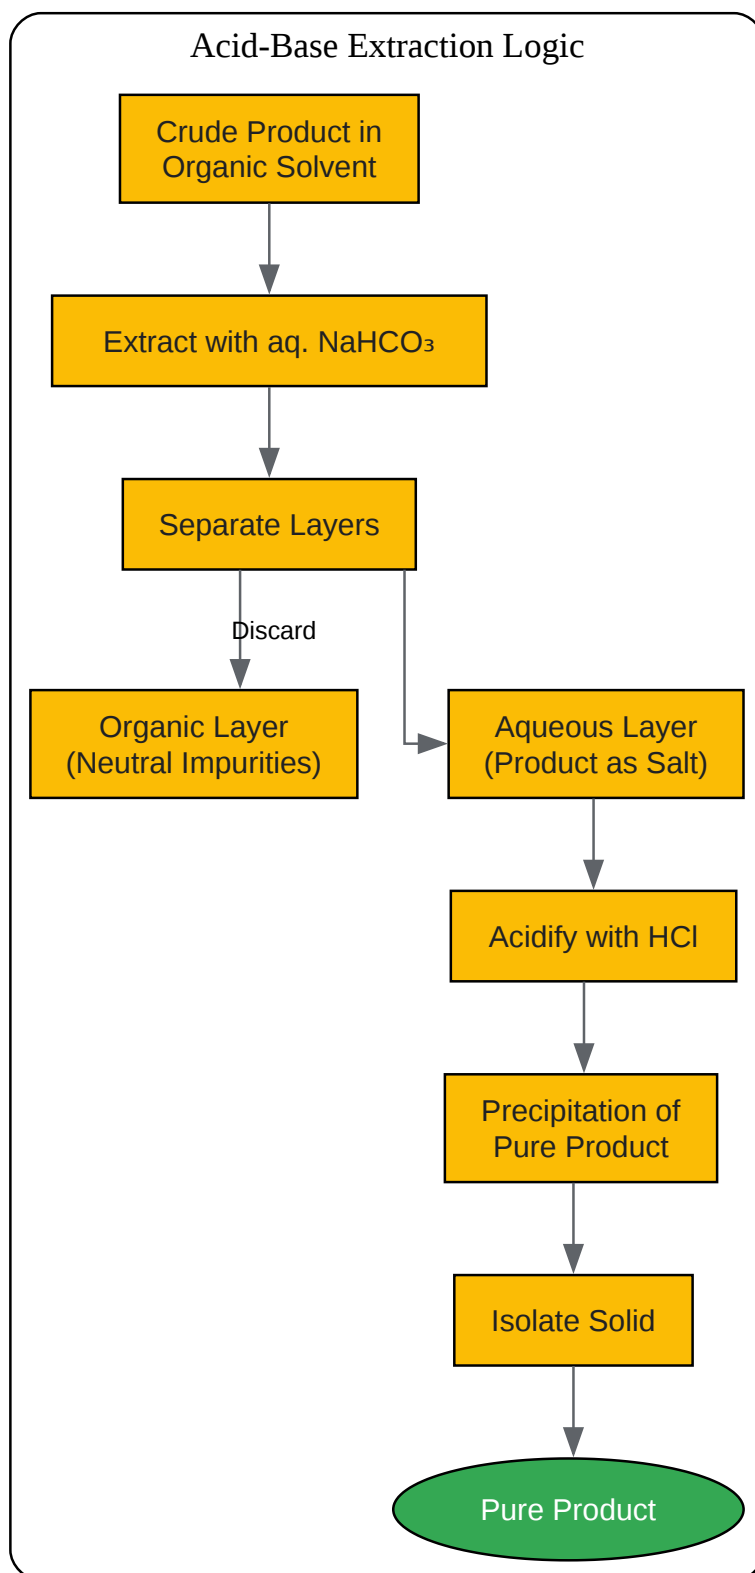 Acid-Base Extraction Logic
Crude Product in
Organic Solvent
Extract with aq. NaHCO₃
Separate Layers
Discard
Organic Layer
(Neutral Impurities)
Aqueous Layer
(Product as Salt)
Acidify with HCl
Precipitation of
Pure Product
Isolate Solid
Pure Product